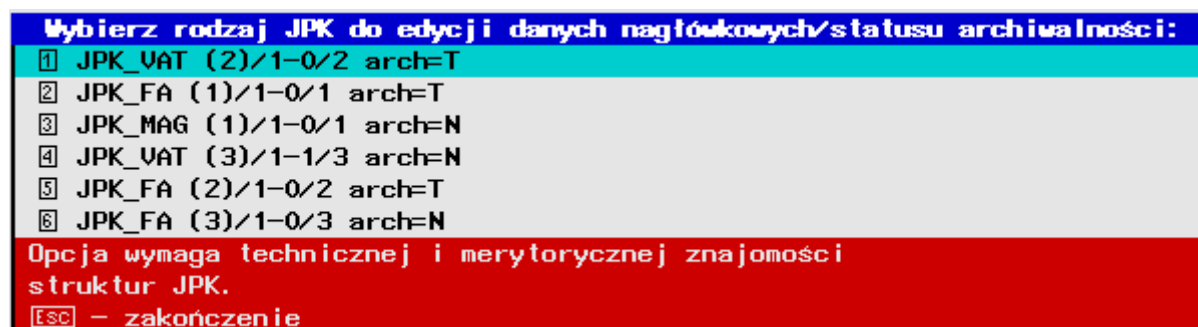 Wybierz rodzaj JPK do edycji danych nagłówkowych/statusu archiwalności:
1 JPK_VAT (2)/1-0/2 arch=T
2 JPK_FA (1)/1-0/1 arch=T
3 JPK_MAG (1)/1-0/1 arch=N
4 JPK_VAT (3)/1-1/3 arch=N
5 JPK_FA (2)/1-0/2 arch=T
6 JPK_FA (3)/1-0/3 arch=N
Opcja wymaga technicznej i merytorycznej znajomości
struktur JPK.
ESC – zakończenie